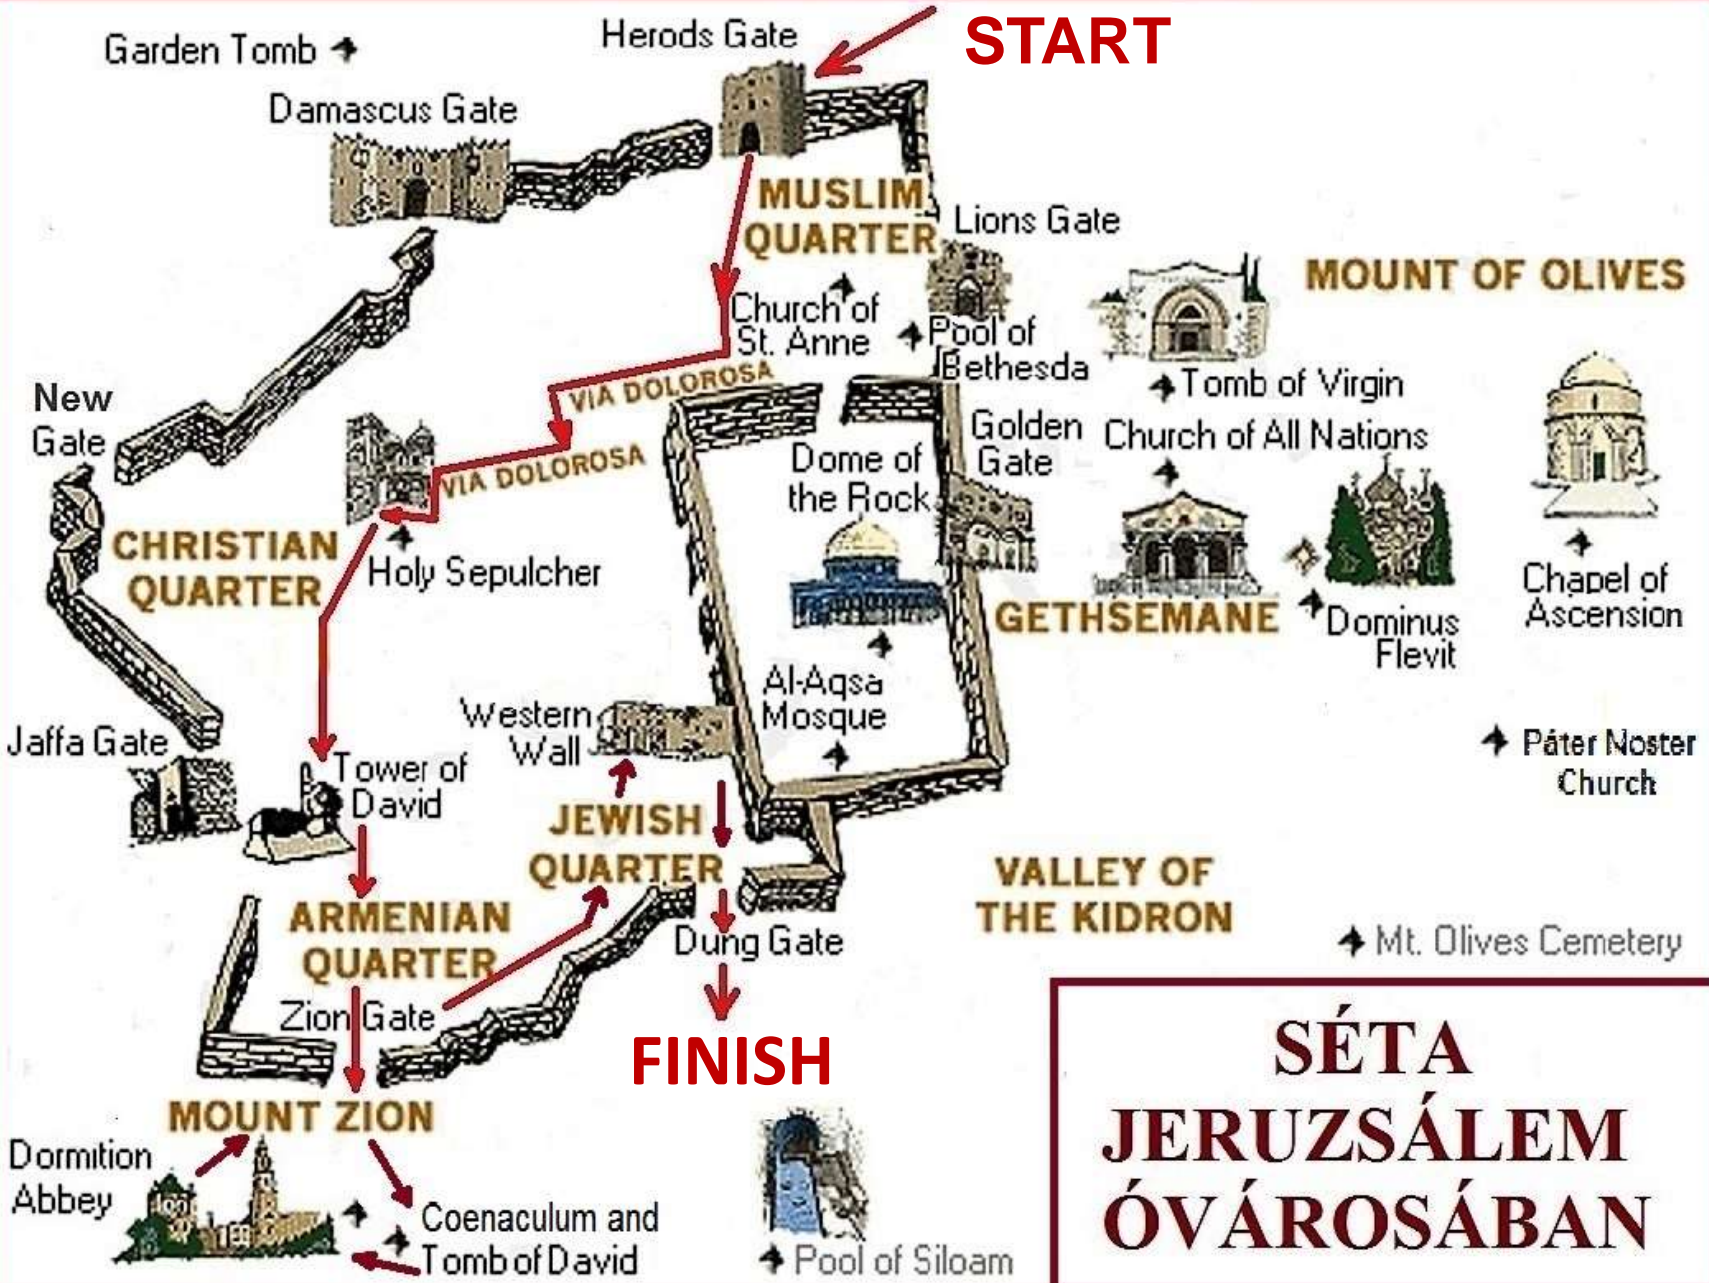 START
Herods Gate
Garden Tomb
Damascus Gate
MUSLIM
QUARTER
Lions Gate
MOUNT OF OLIVES
Church of
St. Anne
Pool of
Bethesda
VIA DOLOROSA
Tomb of Virgin
New
Gate
Golden
Gate
Church of All Nations
VIA DOLOROSA
Dome of
the Rock
CHRISTIAN
QUARTER
Holy Sepulcher
GETHSEMANE
Dominus
Flevit
Chapel of
Ascension
Al-Aqsa
Mosque
Western
Wall
Jaffa Gate
Tower of
David
Páter Noster
Church
JEWISH
QUARTER
VALLEY OF
THE KIDRON
ARMENIAN
QUARTER
Dung Gate
Mt. Olives Cemetery
Zion Gate
FINISH
MOUNT ZION
Dormition
Abbey
Coenaculum and
Tomb of David
Pool of Siloam
SÉTA
JERUZSÁLEM
ÓVÁROSÁBAN